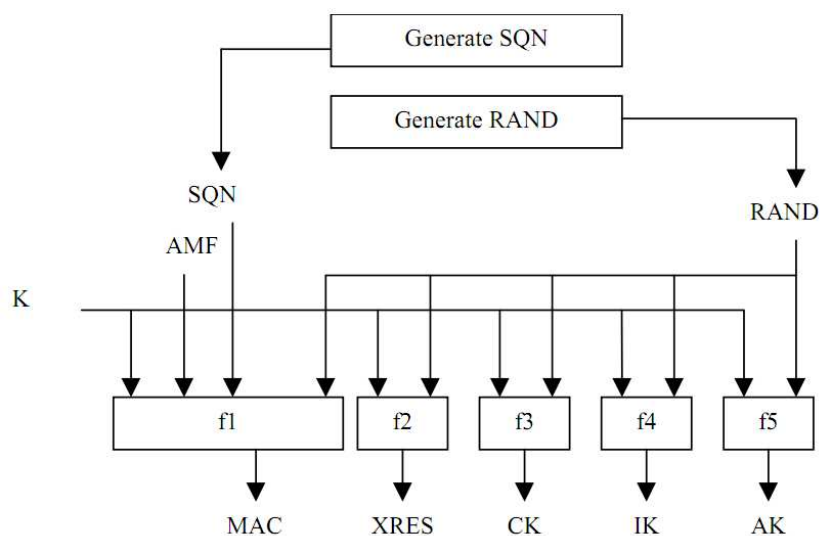 Generate SQN
Generate RAND
SQN
RAND
AMF
K
f1
f2
f3
f4
f5
MAC
XRES
CK
IK
AK